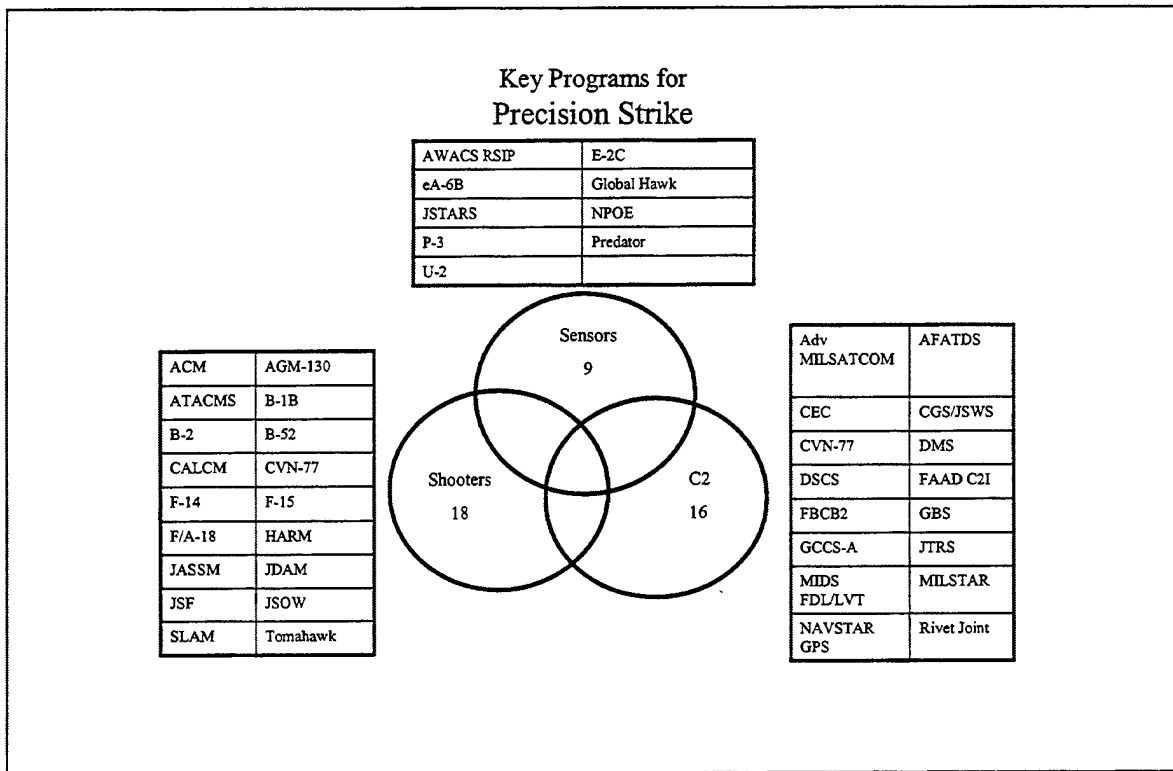 Key Programs for
Precision Strike
AWACS RSIP E-2C
eA-6B Global Hawk
JSTARS NPOE
P-3 Predator
U-2
Sensors
9
Shooters
18
C2
16
ACM AGM-130
ATACMS B-1B
B-2 B-52
CALCM CVN-77
F-14 F-15
F/A-18 HARM
JASSM JDAM
JSF JSOW
SLAM Tomahawk
Adv AFATDS
MILSATCOM
CEC CGS/JSWS
CVN-77 DMS
DSCS FAAD C2I
FBCB2 GBS
GCCS-A JTRS
MIDS MILSTAR
FDL/LVT
NAVSTAR Rivet Joint
GPS